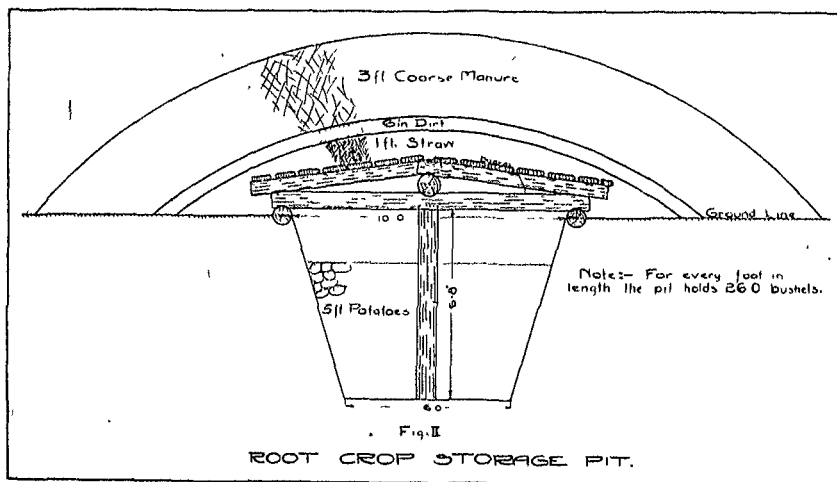 3ft Coarse Manure
6in Dirt
1ft. Straw
Ground Line
10.0
6.8
Note:- For every foot in
length the pit holds 26.0 bushels.
5ft Potatoes
6.0
Fig. II
ROOT CROP STORAGE PIT.